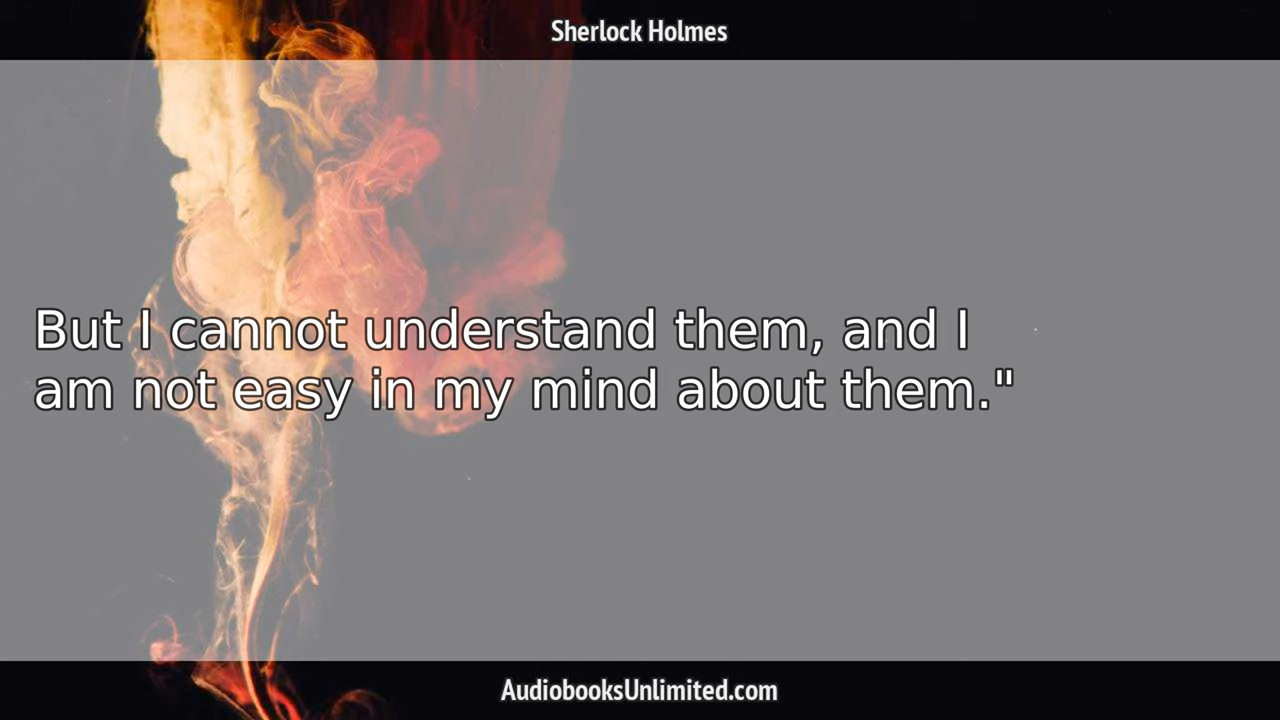 Sherlock Holmes
But I cannot understand them, and I
am not easy in my mind about them."
AudiobooksUnlimited.com